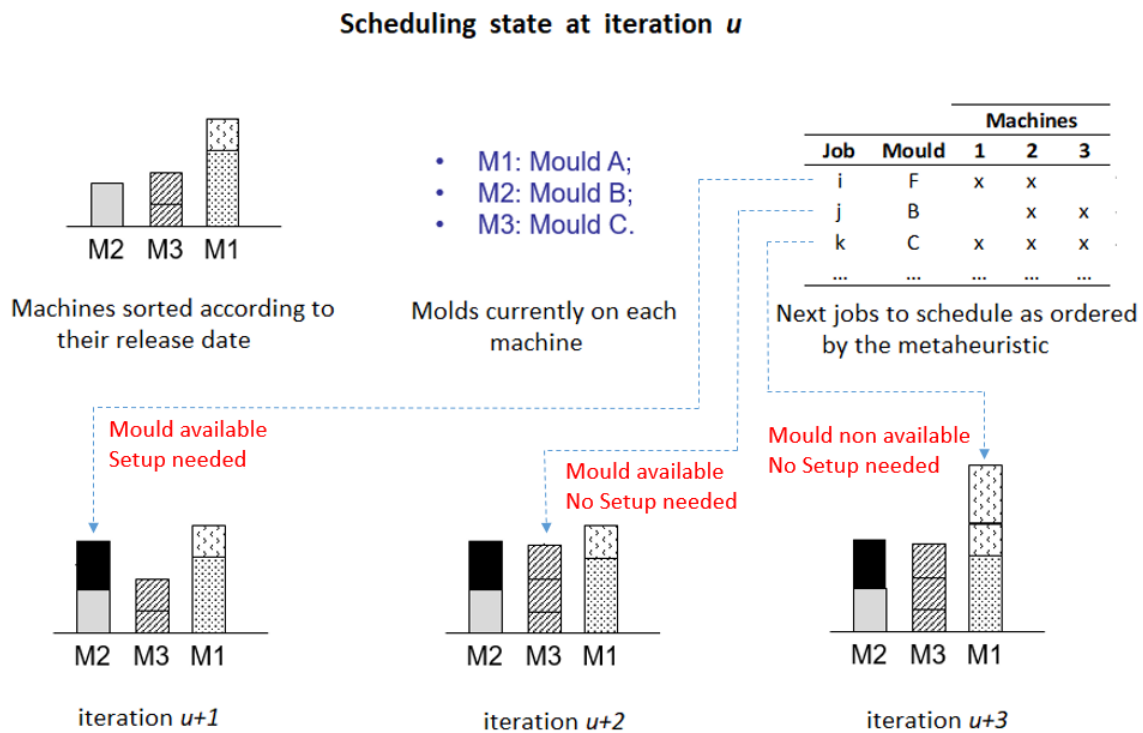 Scheduling state at iteration u
M2 M3 M1
Machines sorted according to
their release date
• M1: Mould A;
• M2: Mould B;
• M3: Mould C.
Molds currently on each
machine
Machines
Job Mould 1 2 3
i F x x
j B x x
k C x x x
... ... ... ... ...
Next jobs to schedule as ordered
by the metaheuristic
Mould available
Setup needed
M2 M3 M1
iteration u+1
Mould available
No Setup needed
M2 M3 M1
iteration u+2
Mould non available
No Setup needed
M2 M3 M1
iteration u+3